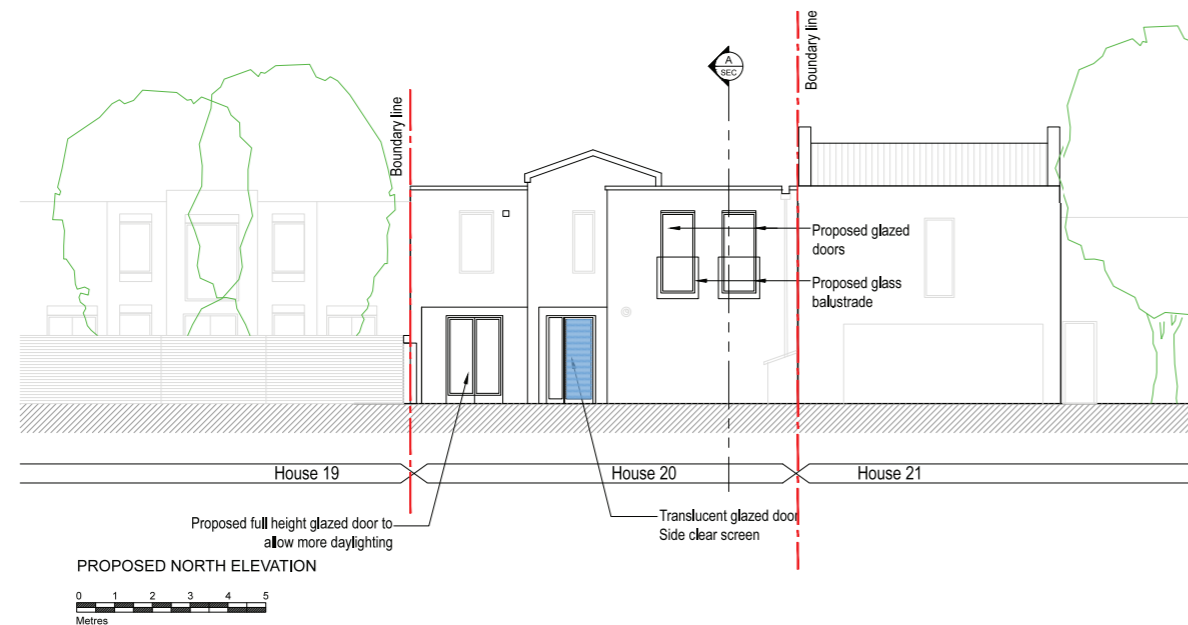 Boundary line
Boundary line
A
SEC
Proposed glazed
doors
Proposed glass
balustrade
House 19
House 20
House 21
Proposed full height glazed door to
allow more daylighting
Translucent glazed door
Side clear screen
PROPOSED NORTH ELEVATION
0 1 2 3 4 5
Metres